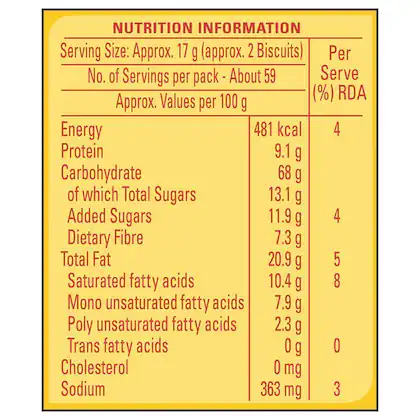 NUTRITION INFORMATION
Serving Size: Approx. 17 g (approx. 2 Biscuits)
No. of Servings per pack - About 59
Approx. Values per 100 g
Per
Serve
(%) RDA
Energy 481 kcal 4
Protein 9.1 g
Carbohydrate 68 g
of which Total Sugars 13.1 g
Added Sugars 11.9 g 4
Dietary Fibre 7.3 g
Total Fat 20.9 g 5
Saturated fatty acids 10.4 g 8
Mono unsaturated fatty acids 7.9 g
Poly unsaturated fatty acids 2.3 g
Trans fatty acids 0 g 0
Cholesterol 0 mg
Sodium 363 mg 3